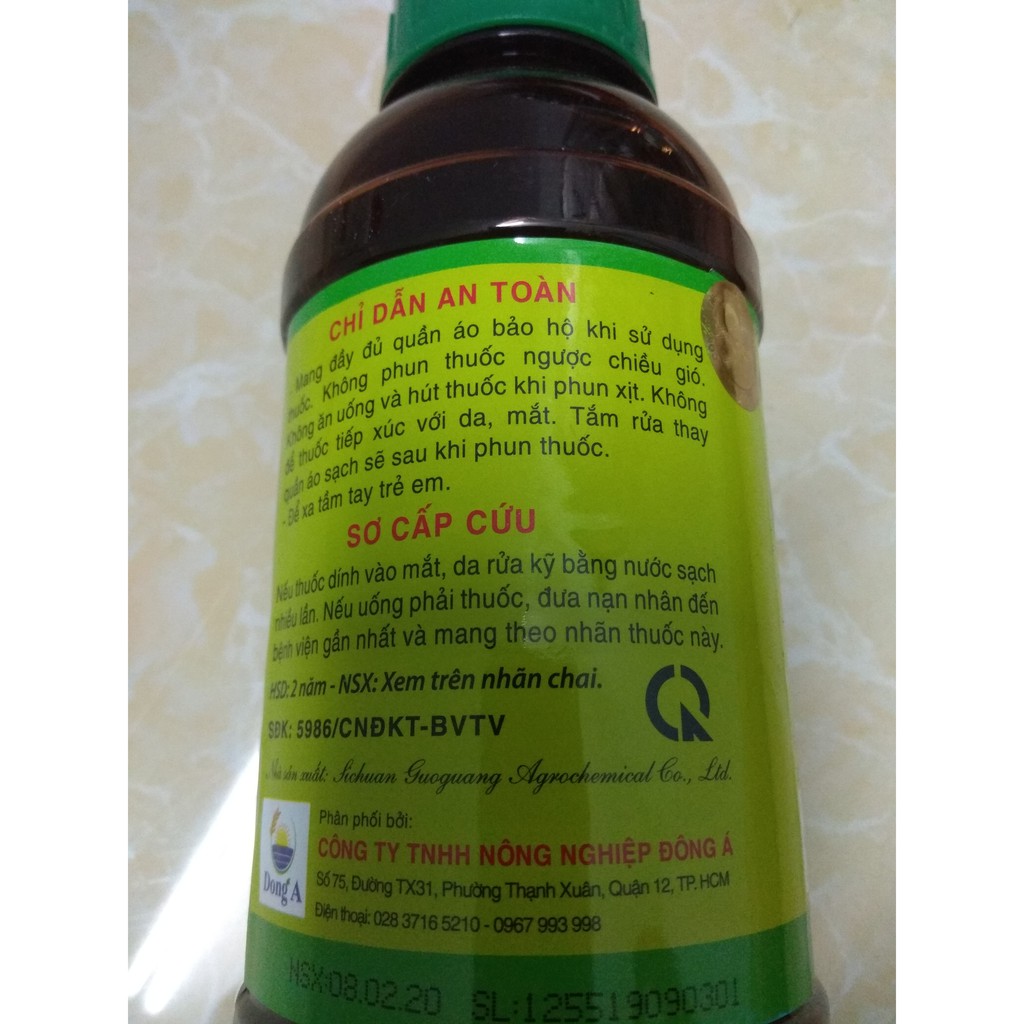 CHỈ DẪN AN TOÀN
- Mang đầy đủ quần áo bảo hộ khi sử dụng
thuốc. Không phun thuốc ngược chiều gió.
Không ăn uống và hút thuốc khi phun xịt. Không
để thuốc tiếp xúc với da, mắt. Tắm rửa thay
quần áo sạch sẽ sau khi phun thuốc.
- Để xa tầm tay trẻ em.
SƠ CẤP CỨU
Nếu thuốc dính vào mắt, da rửa kỹ bằng nước sạch
nhiều lần. Nếu uống phải thuốc, đưa nạn nhân đến
bệnh viện gần nhất và mang theo nhãn thuốc này.
HSD: 2 năm - NSX: Xem trên nhãn chai.
SĐK: 5986/CNĐKT-BVTV
Nhà sản xuất: Sichuan Guoguang Agrochemical Co., Ltd.
Phân phối bởi:
CÔNG TY TNHH NÔNG NGHIỆP ĐÔNG Á
Số 75, Đường TX31, Phường Thạnh Xuân, Quận 12, TP. HCM
Điện thoại: 028 3716 5210 - 0967 993 998
Dong A
NSX:08.02.20 SL:125519090301